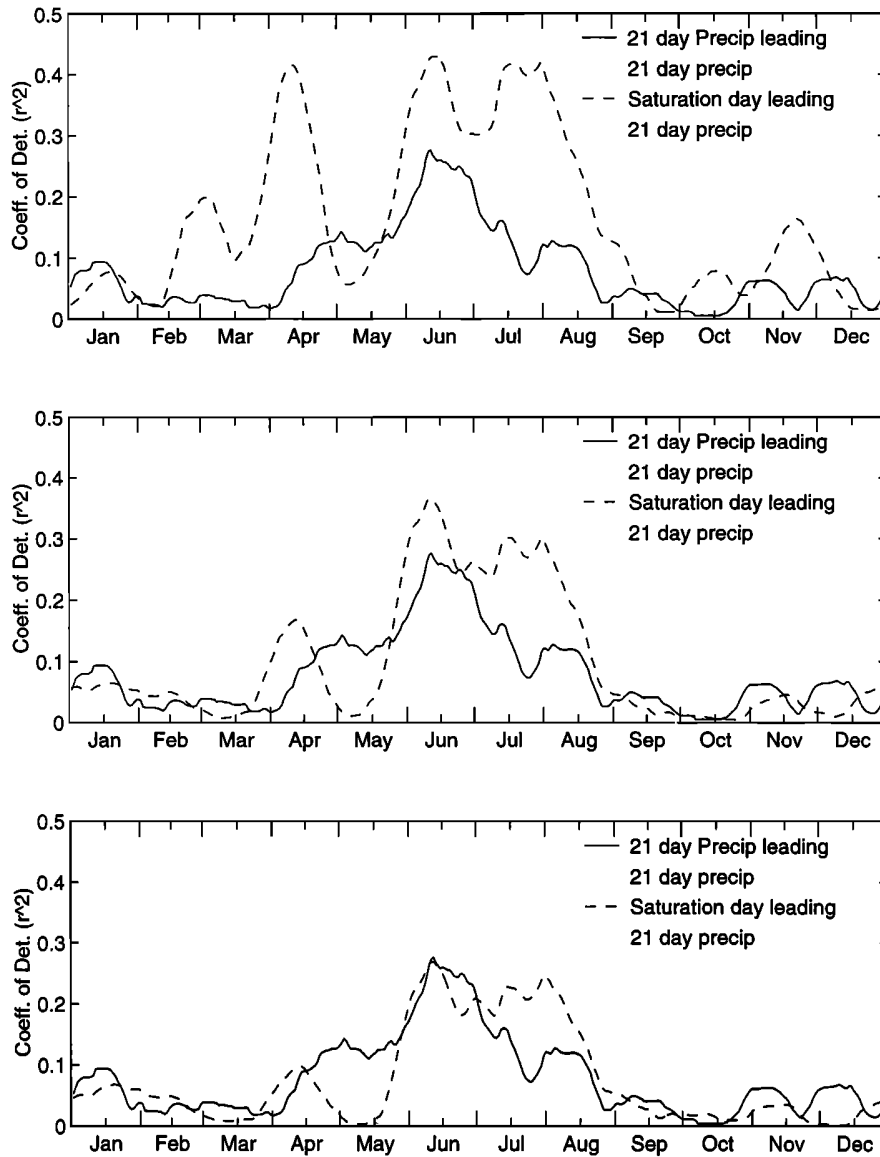 0.5
0.4
0.3
0.2
0.1
0
Coeff. of Det. (r^2)
21 day Precip leading
21 day precip
Saturation day leading
21 day precip
Jan Feb Mar Apr May Jun Jul Aug Sep Oct Nov Dec
0.5
0.4
0.3
0.2
0.1
0
Coeff. of Det. (r^2)
21 day Precip leading
21 day precip
Saturation day leading
21 day precip
Jan Feb Mar Apr May Jun Jul Aug Sep Oct Nov Dec
0.5
0.4
0.3
0.2
0.1
0
Coeff. of Det. (r^2)
21 day Precip leading
21 day precip
Saturation day leading
21 day precip
Jan Feb Mar Apr May Jun Jul Aug Sep Oct Nov Dec